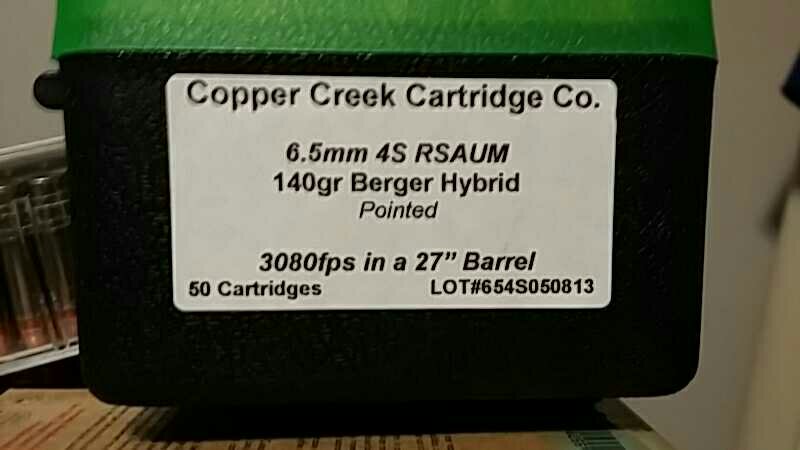 Copper Creek Cartridge Co.
6.5mm 4S RSAUM
140gr Berger Hybrid
Pointed
3080fps in a 27” Barrel
50 Cartridges LOT#654S050813